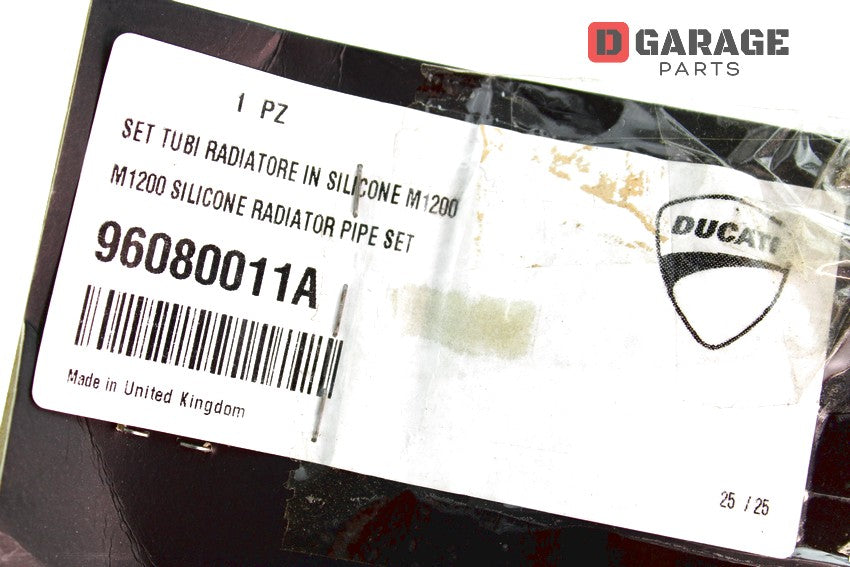 D GARAGE
PARTS
1 PZ
SET TUBI RADIATORE IN SILICONE M1200
M1200 SILICONE RADIATOR PIPE SET
96080011A
Made in United Kingdom
DUCATI
25 / 25